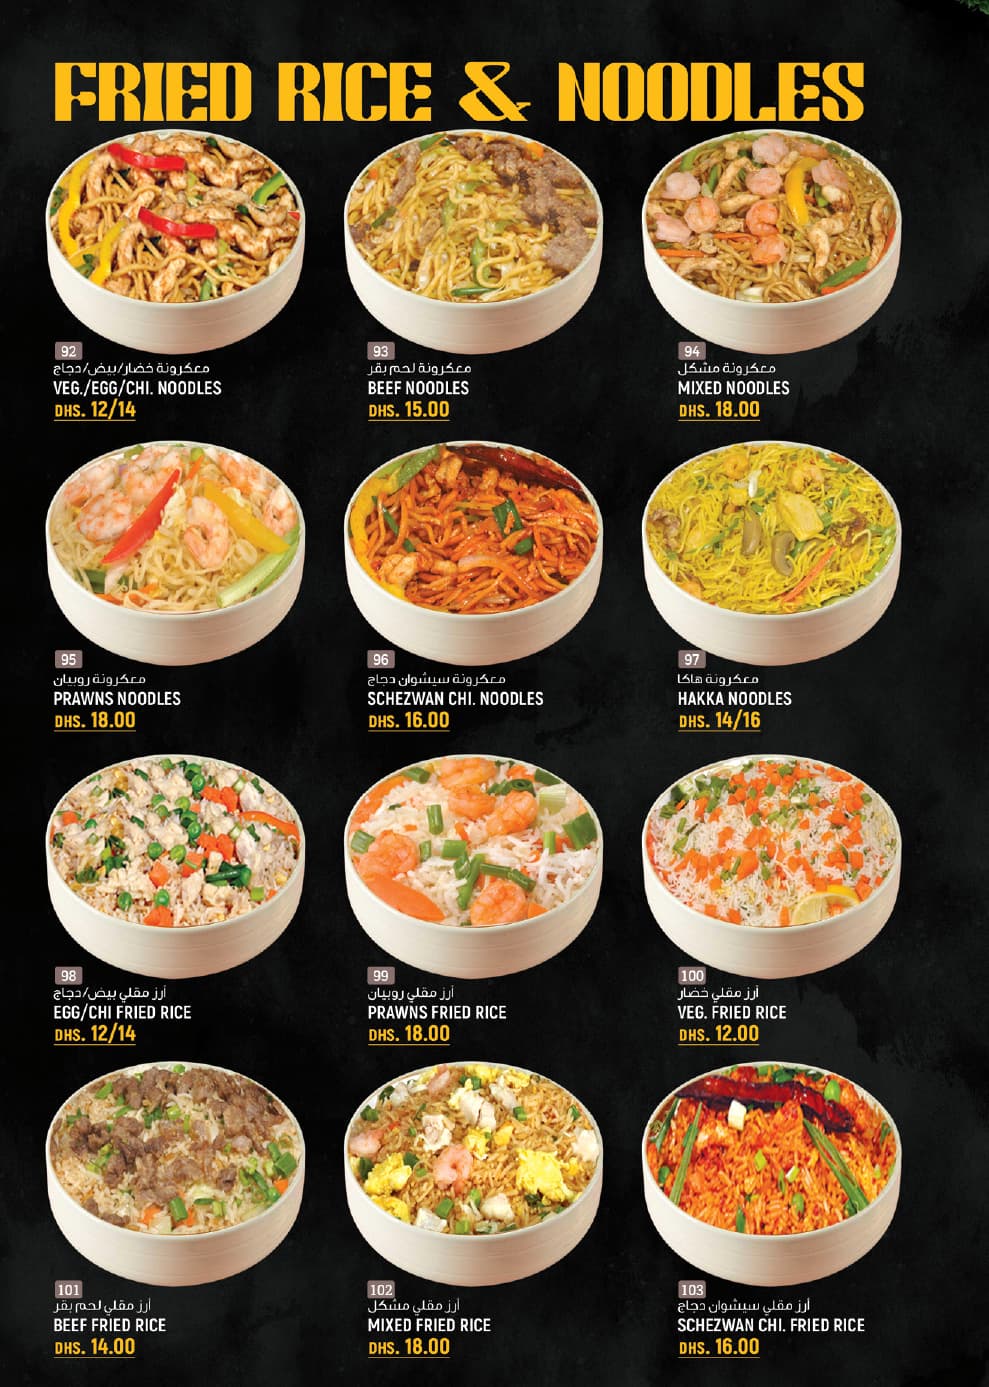 FRIED RICE & NOODLES
92
معكرونة خضار/بيض/دجاج
VEG./EGG/CHI. NOODLES
DHS. 12/14
93
معكرونة لحم بقر
BEEF NOODLES
DHS. 15.00
94
معكرونة مشكل
MIXED NOODLES
DHS. 18.00
95
معكرونة روبيان
PRAWNS NOODLES
DHS. 18.00
96
معكرونة سيشوان دجاج
SCHEZWAN CHI. NOODLES
DHS. 16.00
97
معكرونة هاكا
HAKKA NOODLES
DHS. 14/16
98
أرز مقلي بيض/دجاج
EGG/CHI FRIED RICE
DHS. 12/14
99
أرز مقلي روبيان
PRAWNS FRIED RICE
DHS. 18.00
100
أرز مقلي خضار
VEG. FRIED RICE
DHS. 12.00
101
أرز مقلي لحم بقر
BEEF FRIED RICE
DHS. 14.00
102
أرز مقلي مشكل
MIXED FRIED RICE
DHS. 18.00
103
أرز مقلي سيشوان دجاج
SCHEZWAN CHI. FRIED RICE
DHS. 16.00